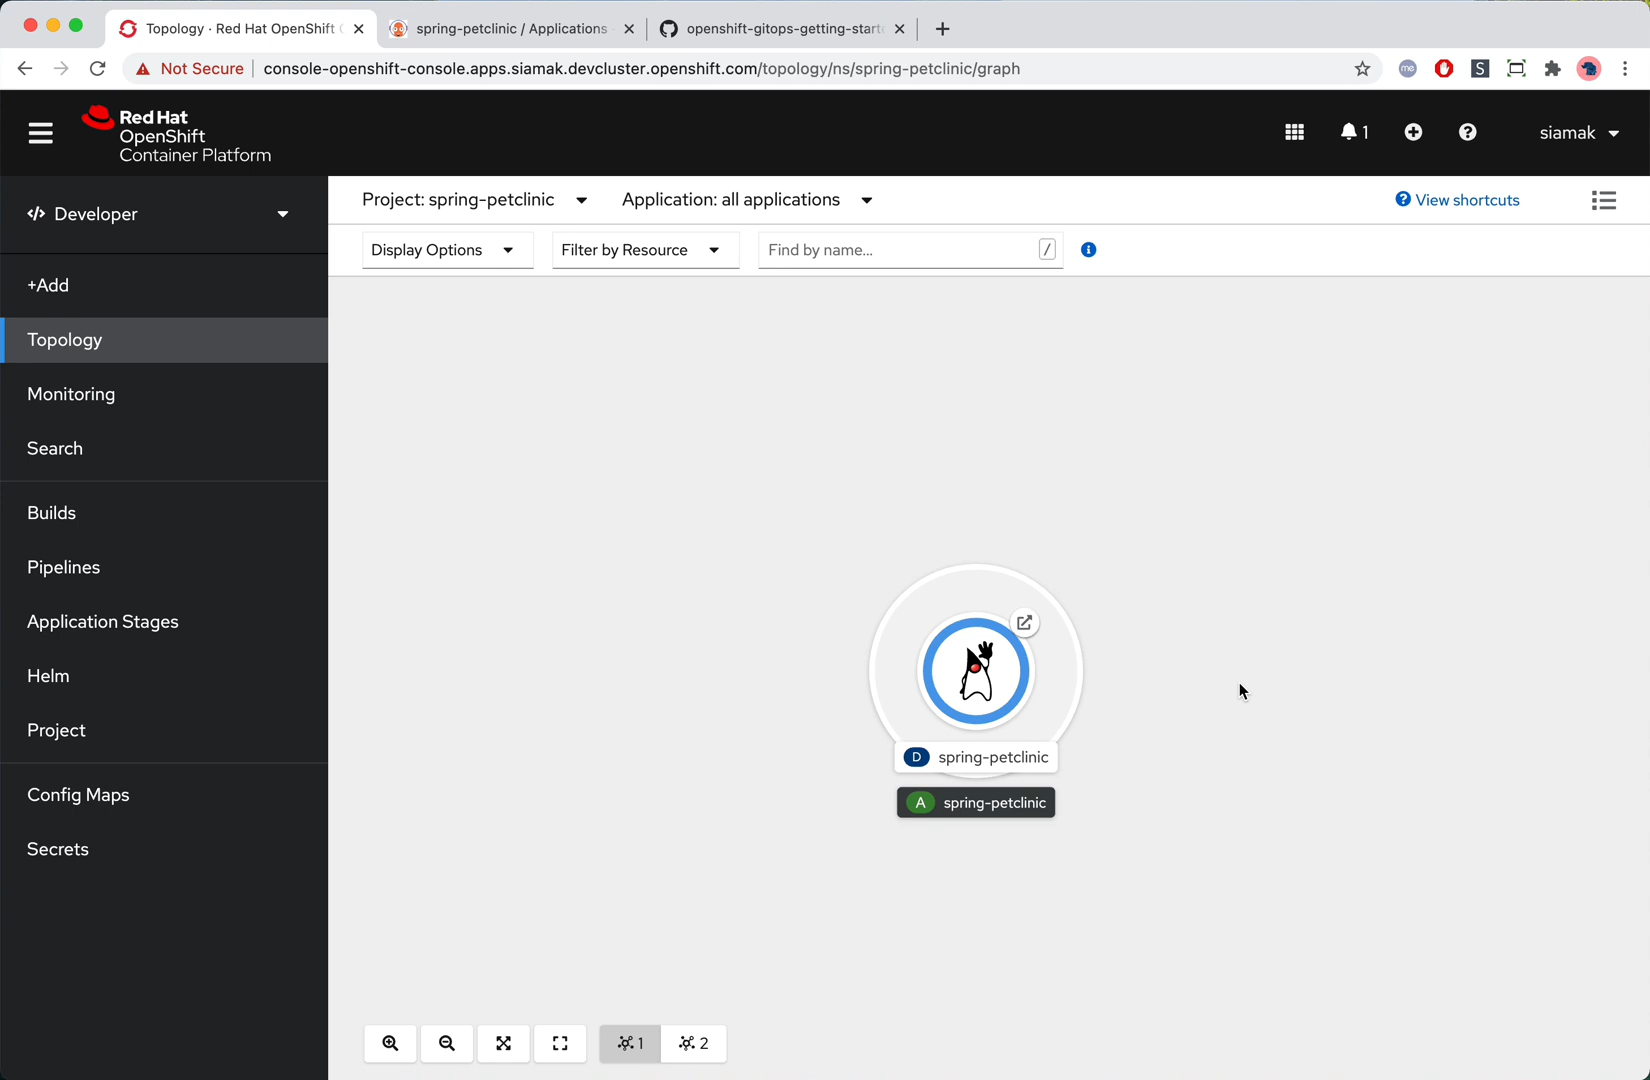 Topology · Red Hat OpenShift
spring-petclinic / Applications
openshift-gitops-getting-starte
Not Secure
console-openshift-console.apps.siamak.devcluster.openshift.com/topology/ns/spring-petclinic/graph
me
S
Red Hat
OpenShift
Container Platform
1
siamak
Developer
Project: spring-petclinic
Application: all applications
View shortcuts
Display Options
Filter by Resource
Find by name...
/
+Add
Topology
Monitoring
Search
Builds
Pipelines
Application Stages
Helm
Project
Config Maps
Secrets
D spring-petclinic
A spring-petclinic
1
2